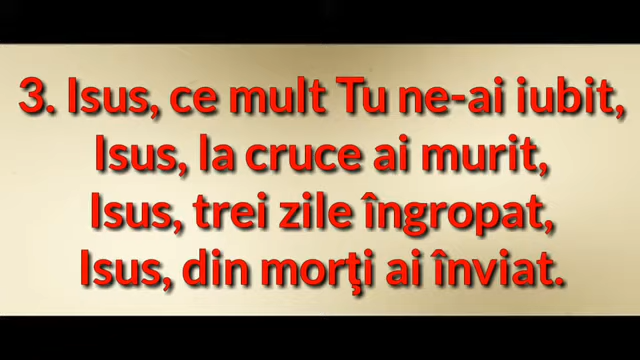 3. Isus, ce mult Tu ne-ai iubit,
Isus, la cruce ai murit,
Isus, trei zile îngropat,
Isus, din morţi ai înviat.